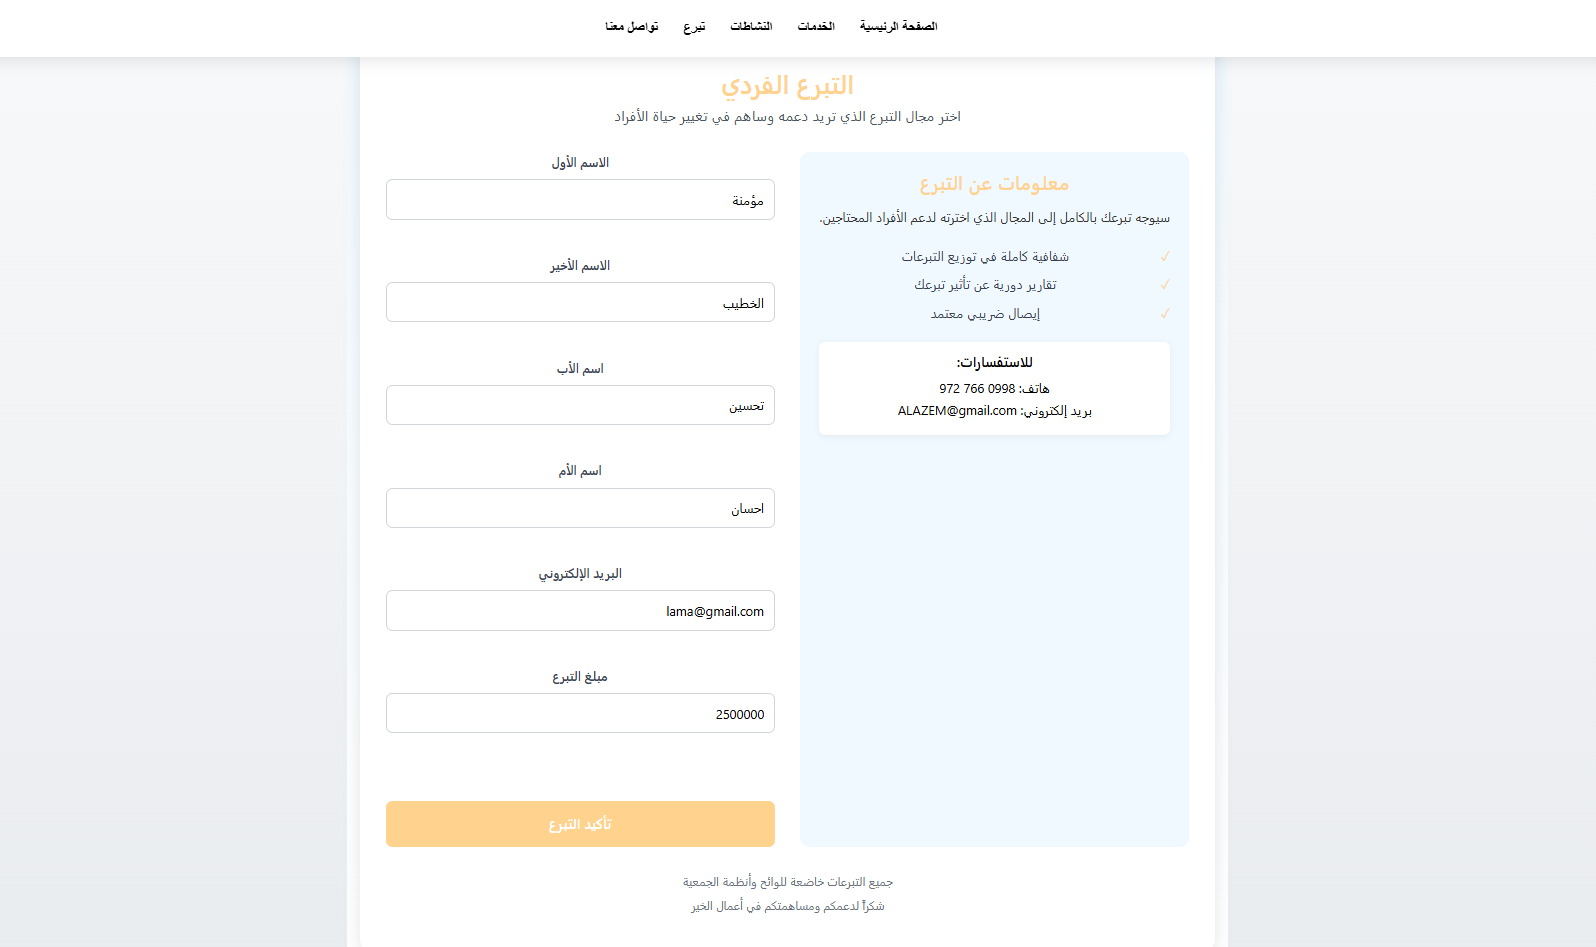 الصفحة الرئيسية
الخدمات
النشاطات
تبرع
تواصل معنا
التبرع الفردي
اختر مجال التبرع الذي تريد دعمه وساهم في تغيير حياة الأفراد
معلومات عن التبرع
سيوجه تبرعك بالكامل إلى المجال الذي اخترته لدعم الأفراد المحتاجين.
✓ شفافية كاملة في توزيع التبرعات
✓ تقارير دورية عن تأثير تبرعك
✓ إيصال ضريبي معتمد
للاستفسارات:
هاتف: 0998 766 972
بريد إلكتروني: ALAZEM@gmail.com
الاسم الأول
مؤمنة
الاسم الأخير
الخطيب
اسم الأب
تحسين
اسم الأم
احسان
البريد الإلكتروني
lama@gmail.com
مبلغ التبرع
2500000
تأكيد التبرع
جميع التبرعات خاضعة للوائح وأنظمة الجمعية
شكراً لدعمكم ومساهمتكم في أعمال الخير